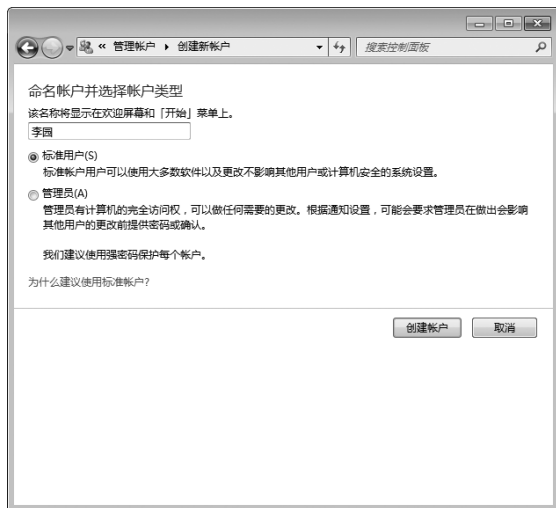 « 管理帐户 ▸ 创建新帐户
搜索控制面板
命名帐户并选择帐户类型
该名称将显示在欢迎屏幕和「开始」菜单上。
李园
标准用户(S)
标准帐户用户可以使用大多数软件以及更改不影响其他用户或计算机安全的系统设置。
管理员(A)
管理员有计算机的完全访问权，可以做任何需要的更改。根据通知设置，可能会要求管理员在做出会影响
其他用户的更改前提供密码或确认。
我们建议使用强密码保护每个帐户。
为什么建议使用标准帐户?
创建帐户
取消